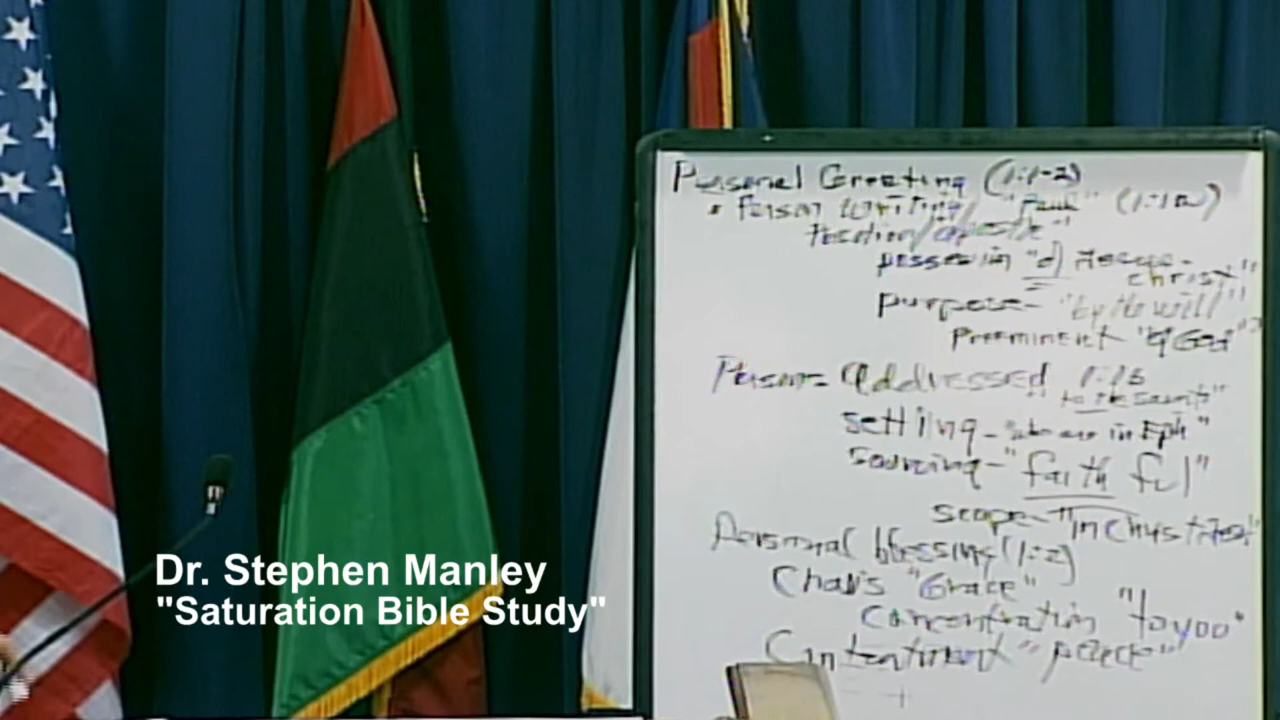 Personal Greeting (1:1-2)
• Person Writing/ "Paul" (1:1a)
Position/apostle"
possession "of Jesus
Christ"
purpose- "by the will"
Preeminent "of God"
Persons Addressed 1:1b
to the saints"
setting- "who are in Eph"
sourcing- "faithful"
scope- "in Christ Jesus"
Personal blessing (1:2)
Charis "Grace"
Concentration "to you"
Contentment "peace"
Dr. Stephen Manley
"Saturation Bible Study"